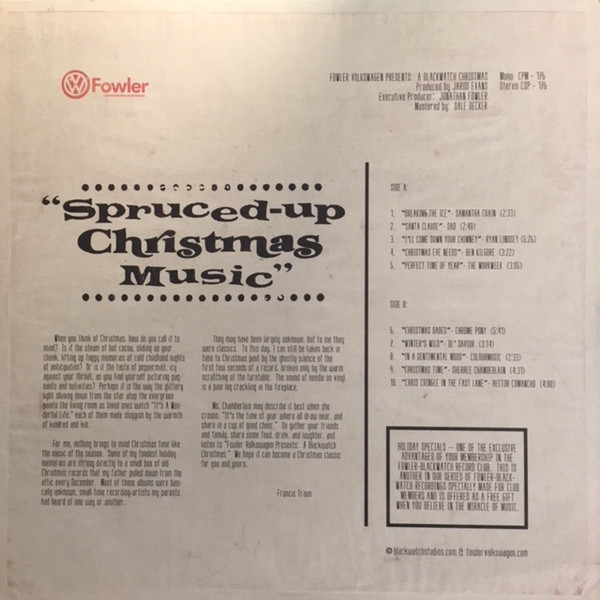 Fowler
FOWLER VOLKSWAGEN PRESENTS: A BLACKWATCH CHRISTMAS
Produced by JAROD EVANS
Executive Producer: JONATHAN FOWLER
Mastered by: DALE BECKER
Mono CPM - 1½
Stereo CSP - 1½
"Spruced-up
Christmas
Music"
When you think of Christmas, how do you call it to
mind? Is it the steam of hot cocoa, sliding up your
cheek, lifting up foggy memories of cold childhood nights
of anticipation? Or is it the taste of peppermint, icy
against your throat, as you find yourself picturing pag-
eants and nativities? Perhaps it is the way the glittery
light shining down from the star atop the evergreen
paints the living room as loved ones watch "It's A Won-
derful Life," each of them made stopgin by the warmth
of kindred and kin.
For me, nothing brings to mind Christmas time like
the music of the season. Some of my fondest holiday
memories are strung directly to a small box of old
Christmas records that my father pulled down from the
attic every December. Most of these albums were basi-
cally unknown, small time recording-artists my parents
had heard of one way or another.
They may have been largely unknown, but to me they
were classics. To this day, I can still be taken back in
time to Christmas past by the ghostly silence of the
first few seconds of a record, broken only by the warm
scratching of the turntable. The sound of needle on vinyl
is a pine log crackling in the fireplace.
Ms. Chamberlain may describe it best when she
croons, "It's the time of year where all draw near, and
share in a cup of good cheer." So gather your friends
and family, share some food, drink, and laughter, and
listen to "Fowler Volkswagen Presents: A Blackwatch
Christmas." We hope it can become a Christmas classic
for you and yours.
-Francis Traun
SIDE A:
1. "BREAKING THE ICE"- SAMANTHA CRAIN (2:33)
2. "SANTA CLAUSE"- DAD (2:48)
3. "I'LL COME DOWN YOUR CHIMNEY"- RYAN LINDSEY (5:26)
4. "CHRISTMAS EVE NEEDS"- BEN KILGORE (3:22)
5. "PERFECT TIME OF YEAR"- THE WORKWEEK (3:05)
SIDE B:
6. "CHRISTMAS BABES"- CHROME PONY (5:41)
7. "WINTER'S WILD"- OL' SAVIOR (3:14)
8. "IN A SENTIMENTAL MOOD"- COLOURMUSIC (2:33)
9. "CHRISTMAS TIME"- SHERREE CHAMBERLAIN (4:31)
10. "CHRIS CRINGLE IN THE FAST LANE"- HECTOR COMANCHO (4:00)
HOLIDAY SPECIALS -- ONE OF THE EXCLUSIVE
ADVANTAGES OF YOUR MEMBERSHIP IN THE
FOWLER-BLACKWATCH RECORD CLUB. THIS IS
ANOTHER IN OUR SERIES OF FOWLER-BLACK-
WATCH RECORDINGS SPECIALLY MADE FOR CLUB
MEMBERS AND IS OFFERED AS A FREE GIFT
WHEN YOU BELIEVE IN THE MIRACLE OF MUSIC.
© blackwatchstudios.com & fowlervolkswagen.com